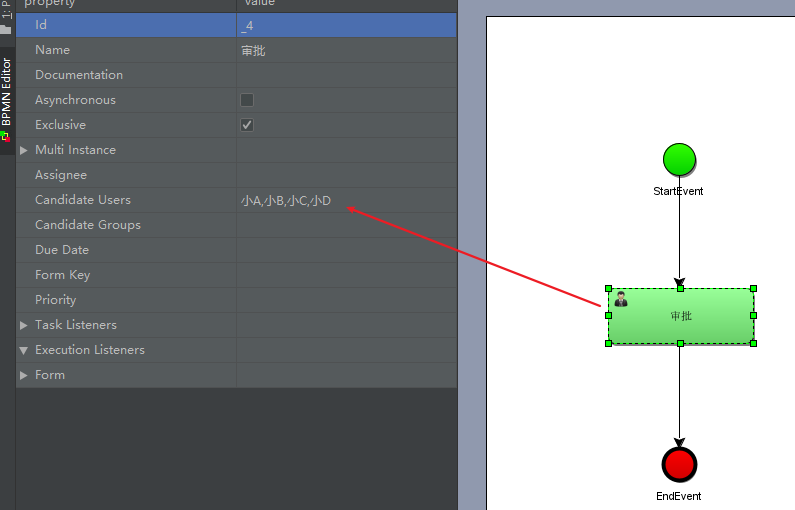 property value
1: P
BPMN Editor
Id _4
Name 审批
Documentation
Asynchronous
Exclusive
Multi Instance
Assignee
Candidate Users 小A,小B,小C,小D
Candidate Groups
Due Date
Form Key
Priority
Task Listeners
Execution Listeners
Form
StartEvent
审批
EndEvent